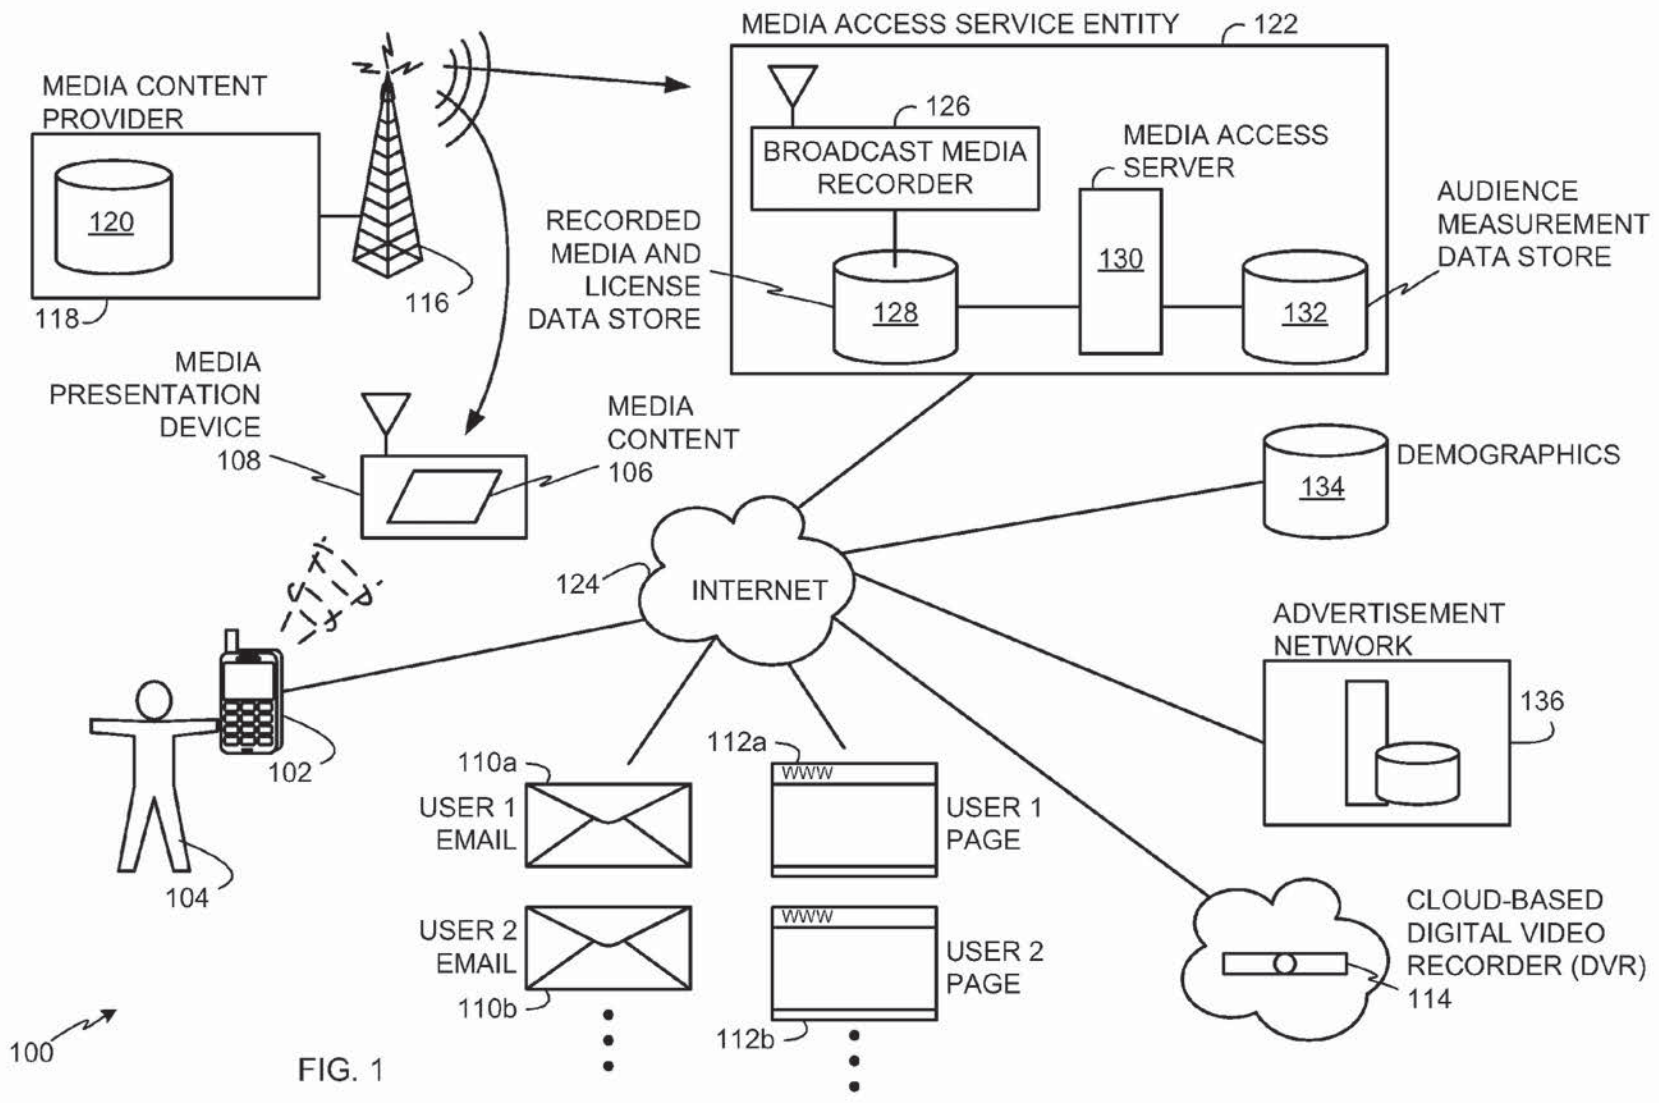 MEDIA ACCESS SERVICE ENTITY
122
MEDIA CONTENT
PROVIDER
120
118
116
126
BROADCAST MEDIA
RECORDER
MEDIA ACCESS
SERVER
130
RECORDED
MEDIA AND
LICENSE
DATA STORE
128
132
AUDIENCE
MEASUREMENT
DATA STORE
MEDIA
PRESENTATION
DEVICE
108
MEDIA
CONTENT
106
134
DEMOGRAPHICS
124
INTERNET
ADVERTISEMENT
NETWORK
136
102
104
110a
USER 1
EMAIL
112a
WWW
USER 1
PAGE
USER 2
EMAIL
110b
WWW
USER 2
PAGE
112b
CLOUD-BASED
DIGITAL VIDEO
RECORDER (DVR)
114
100
FIG. 1